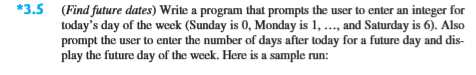 *3.5 (Find future dates) Write a program that prompts the user to enter an integer for
today's day of the week (Sunday is 0, Monday is 1, ..., and Saturday is 6). Also
prompt the user to enter the number of days after today for a future day and dis-
play the future day of the week. Here is a sample run: